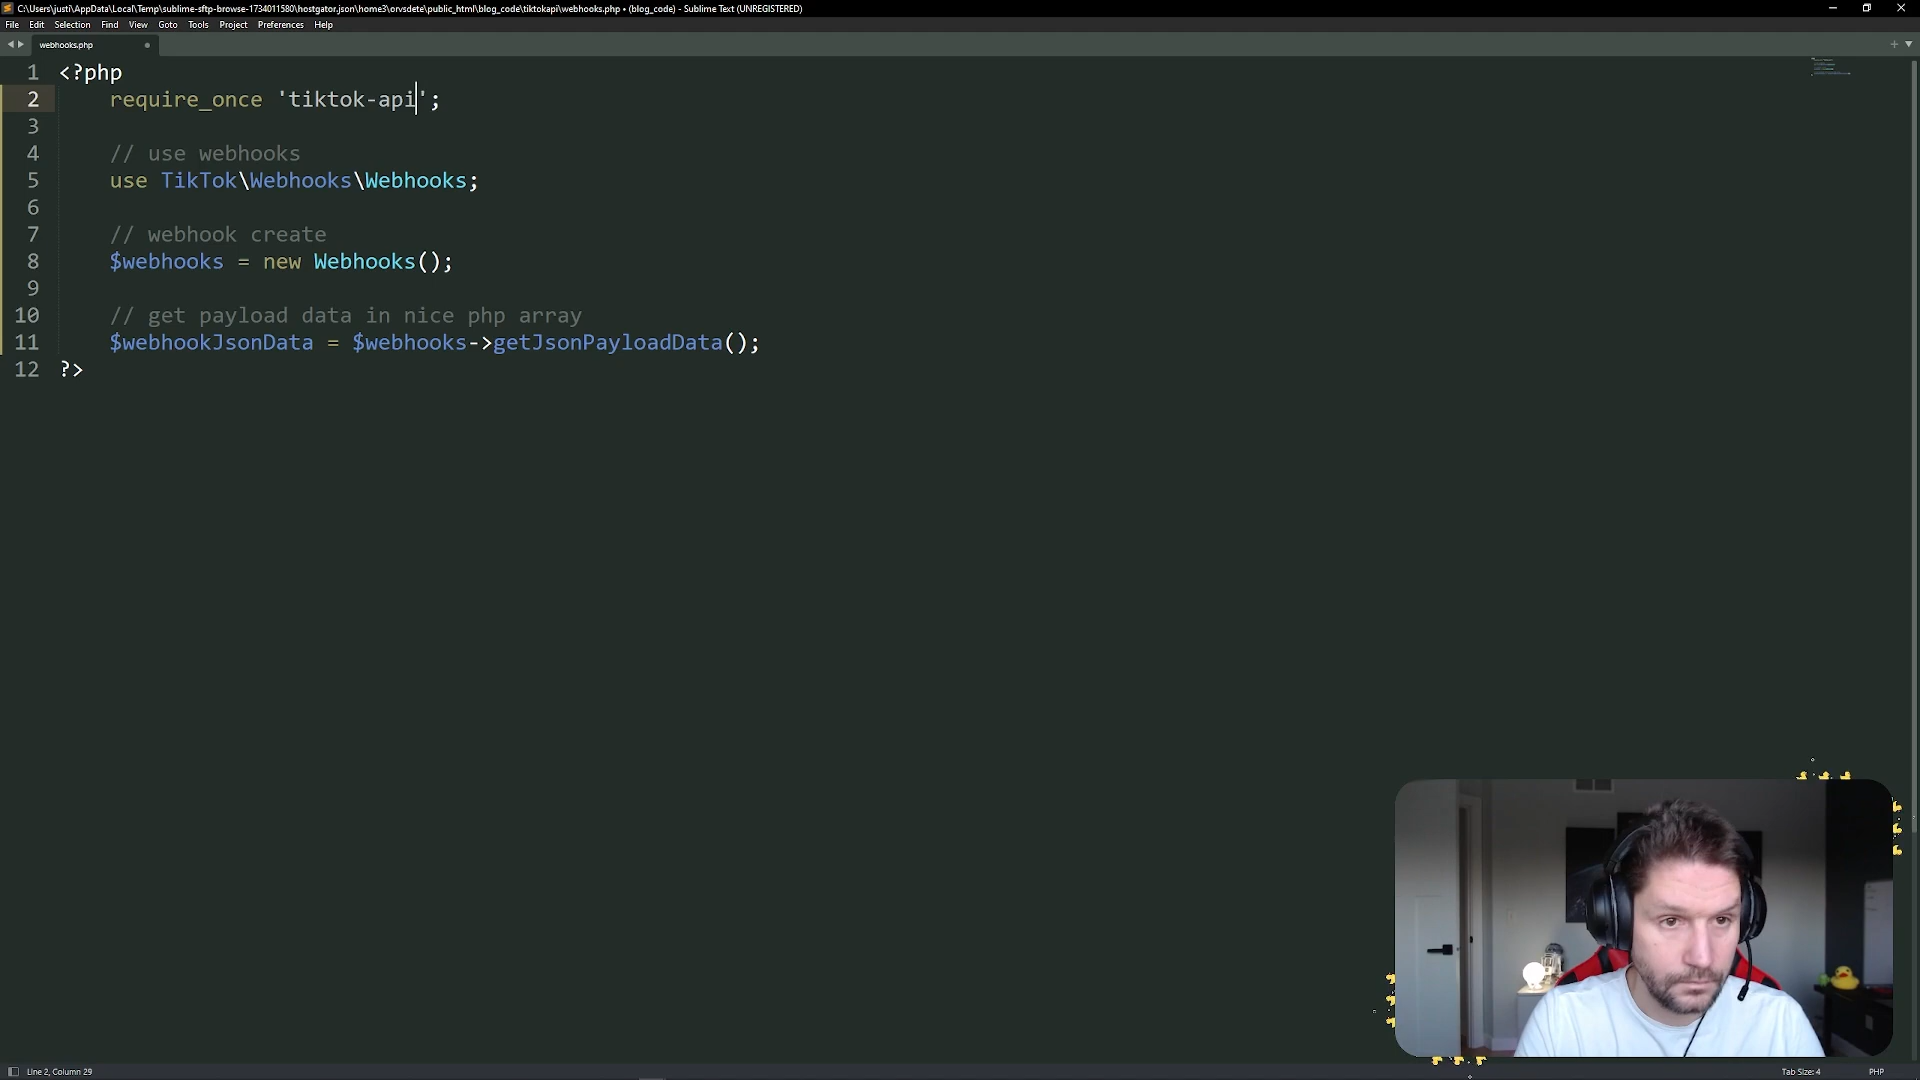 C:\Users\justi\AppData\Local\Temp\sublime-sftp-browse-1734011580\hostgator.json\home3\orvsdete\public_html\blog_code\tiktokapi\webhooks.php • (blog_code) - Sublime Text (UNREGISTERED)
File Edit Selection Find View Goto Tools Project Preferences Help
webhooks.php
1 <?php
2 require_once 'tiktok-api';
3
4 // use webhooks
5 use TikTok\Webhooks\Webhooks;
6
7 // webhook create
8 $webhooks = new Webhooks();
9
10 // get payload data in nice php array
11 $webhookJsonData = $webhooks->getJsonPayloadData();
12 ?>
Line 2, Column 29
Tab Size: 4 PHP